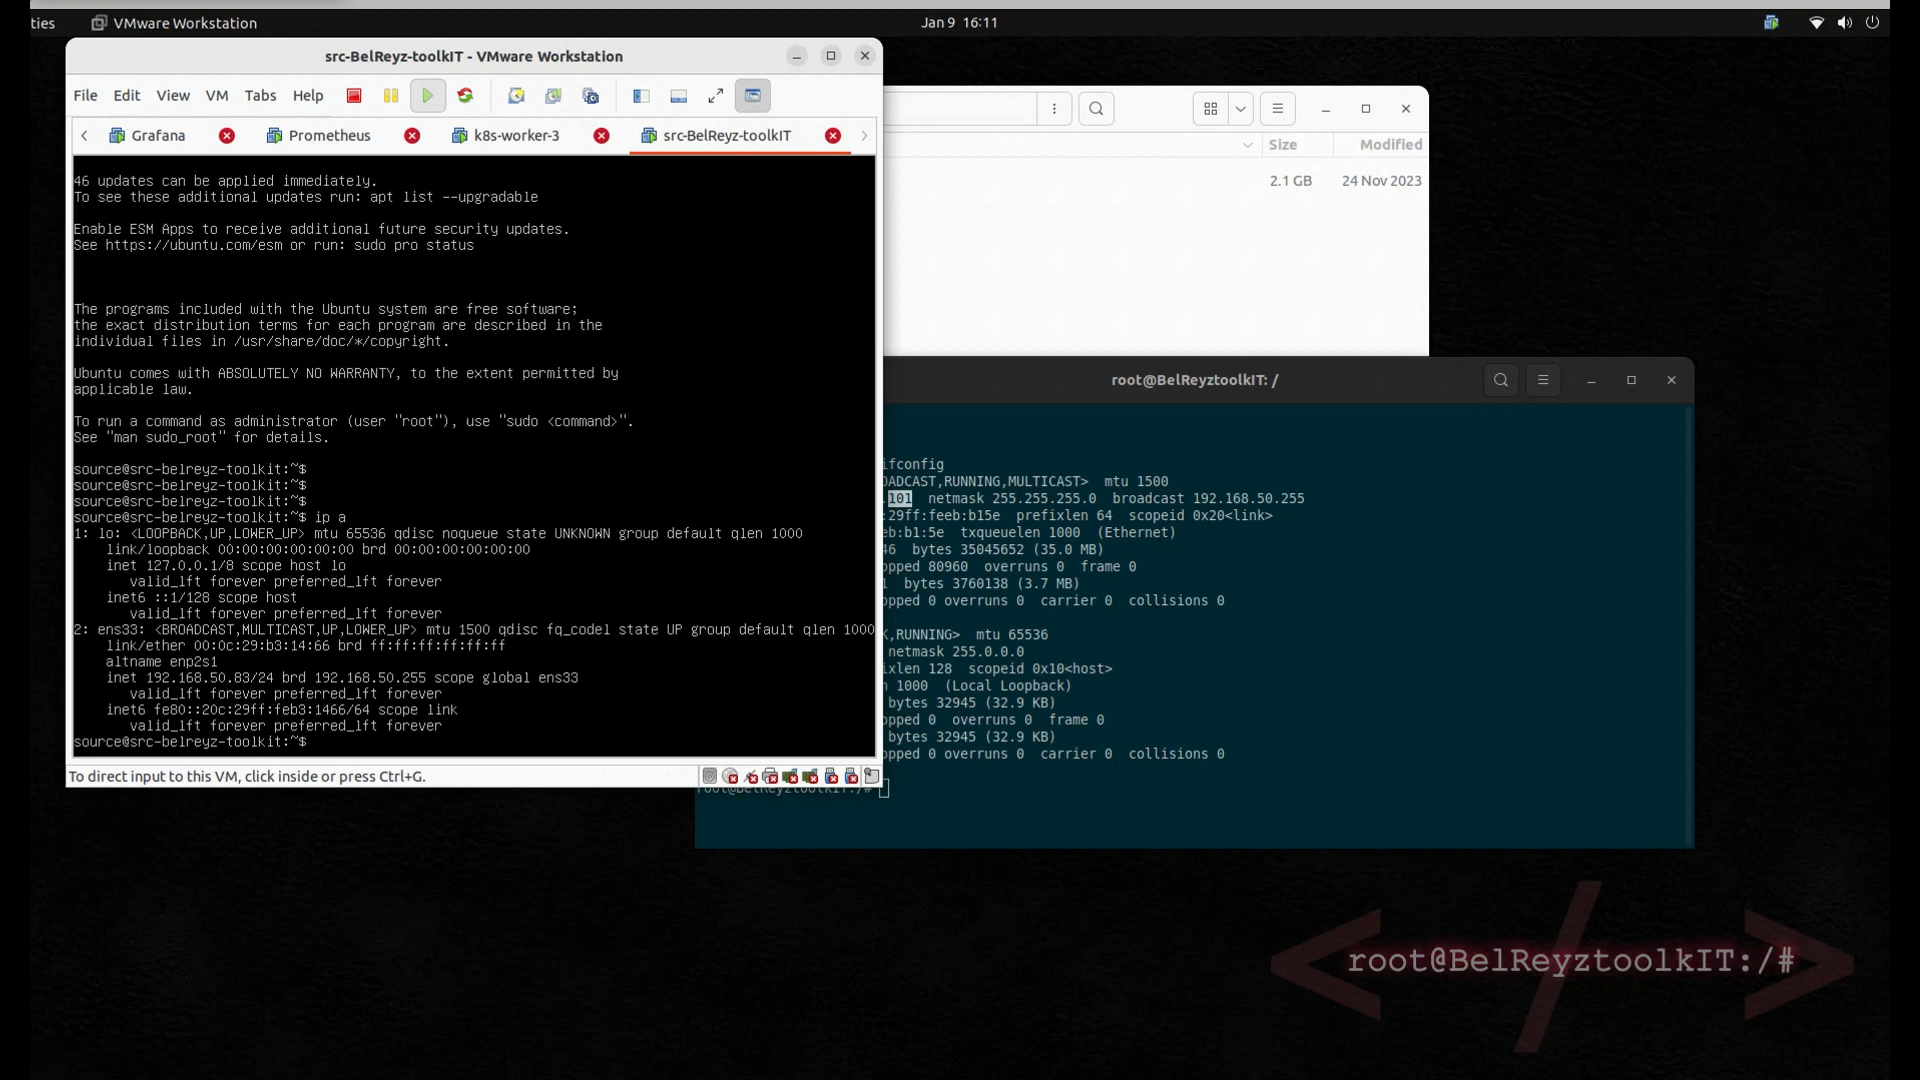 ties
VMware Workstation
Jan 9 16:11
src-BelReyz-toolkIT - VMware Workstation
File Edit View VM Tabs Help
Grafana
Prometheus
k8s-worker-3
src-BelReyz-toolkIT
46 updates can be applied immediately.
To see these additional updates run: apt list --upgradable
Enable ESM Apps to receive additional future security updates.
See https://ubuntu.com/esm or run: sudo pro status
The programs included with the Ubuntu system are free software;
the exact distribution terms for each program are described in the
individual files in /usr/share/doc/*/copyright.
Ubuntu comes with ABSOLUTELY NO WARRANTY, to the extent permitted by
applicable law.
To run a command as administrator (user "root"), use "sudo <command>".
See "man sudo_root" for details.
source@src-belreyz-toolkit:~$
source@src-belreyz-toolkit:~$
source@src-belreyz-toolkit:~$
source@src-belreyz-toolkit:~$ ip a
1: lo: <LOOPBACK,UP,LOWER_UP> mtu 65536 qdisc noqueue state UNKNOWN group default qlen 1000
link/loopback 00:00:00:00:00:00 brd 00:00:00:00:00:00
inet 127.0.0.1/8 scope host lo
valid_lft forever preferred_lft forever
inet6 ::1/128 scope host
valid_lft forever preferred_lft forever
2: ens33: <BROADCAST,MULTICAST,UP,LOWER_UP> mtu 1500 qdisc fq_codel state UP group default qlen 1000
link/ether 00:0c:29:b3:14:66 brd ff:ff:ff:ff:ff:ff
altname enp2s1
inet 192.168.50.83/24 brd 192.168.50.255 scope global ens33
valid_lft forever preferred_lft forever
inet6 fe80::20c:29ff:feb3:1466/64 scope link
valid_lft forever preferred_lft forever
source@src-belreyz-toolkit:~$
To direct input to this VM, click inside or press Ctrl+G.
Size Modified
2.1 GB 24 Nov 2023
root@BelReyztoolkIT: /
ifconfig
OADCAST,RUNNING,MULTICAST> mtu 1500
101 netmask 255.255.255.0 broadcast 192.168.50.255
:29ff:feeb:b15e prefixlen 64 scopeid 0x20<link>
eb:b1:5e txqueuelen 1000 (Ethernet)
46 bytes 35045652 (35.0 MB)
opped 80960 overruns 0 frame 0
1 bytes 3760138 (3.7 MB)
opped 0 overruns 0 carrier 0 collisions 0
K,RUNNING> mtu 65536
netmask 255.0.0.0
ixlen 128 scopeid 0x10<host>
n 1000 (Local Loopback)
bytes 32945 (32.9 KB)
opped 0 overruns 0 frame 0
bytes 32945 (32.9 KB)
opped 0 overruns 0 carrier 0 collisions 0
root@BelReyztoolkIT:/#
root@BelReyztoolkIT:/#